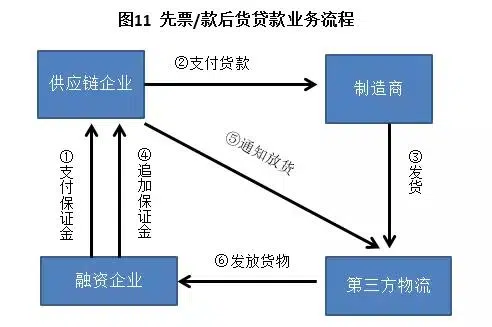 图11 先票/款后货贷款业务流程
供应链企业
②支付货款
制造商
①支付保证金
④追加保证金
⑤通知放货
③发货
融资企业
⑥发放货物
第三方物流